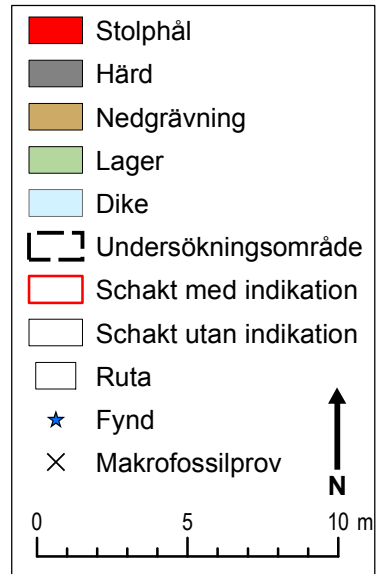 Stolphål
Härd
Nedgrävning
Lager
Dike
Undersökningsområde
Schakt med indikation
Schakt utan indikation
Ruta
Fynd
Makrofossilprov
N
0 5 10 m